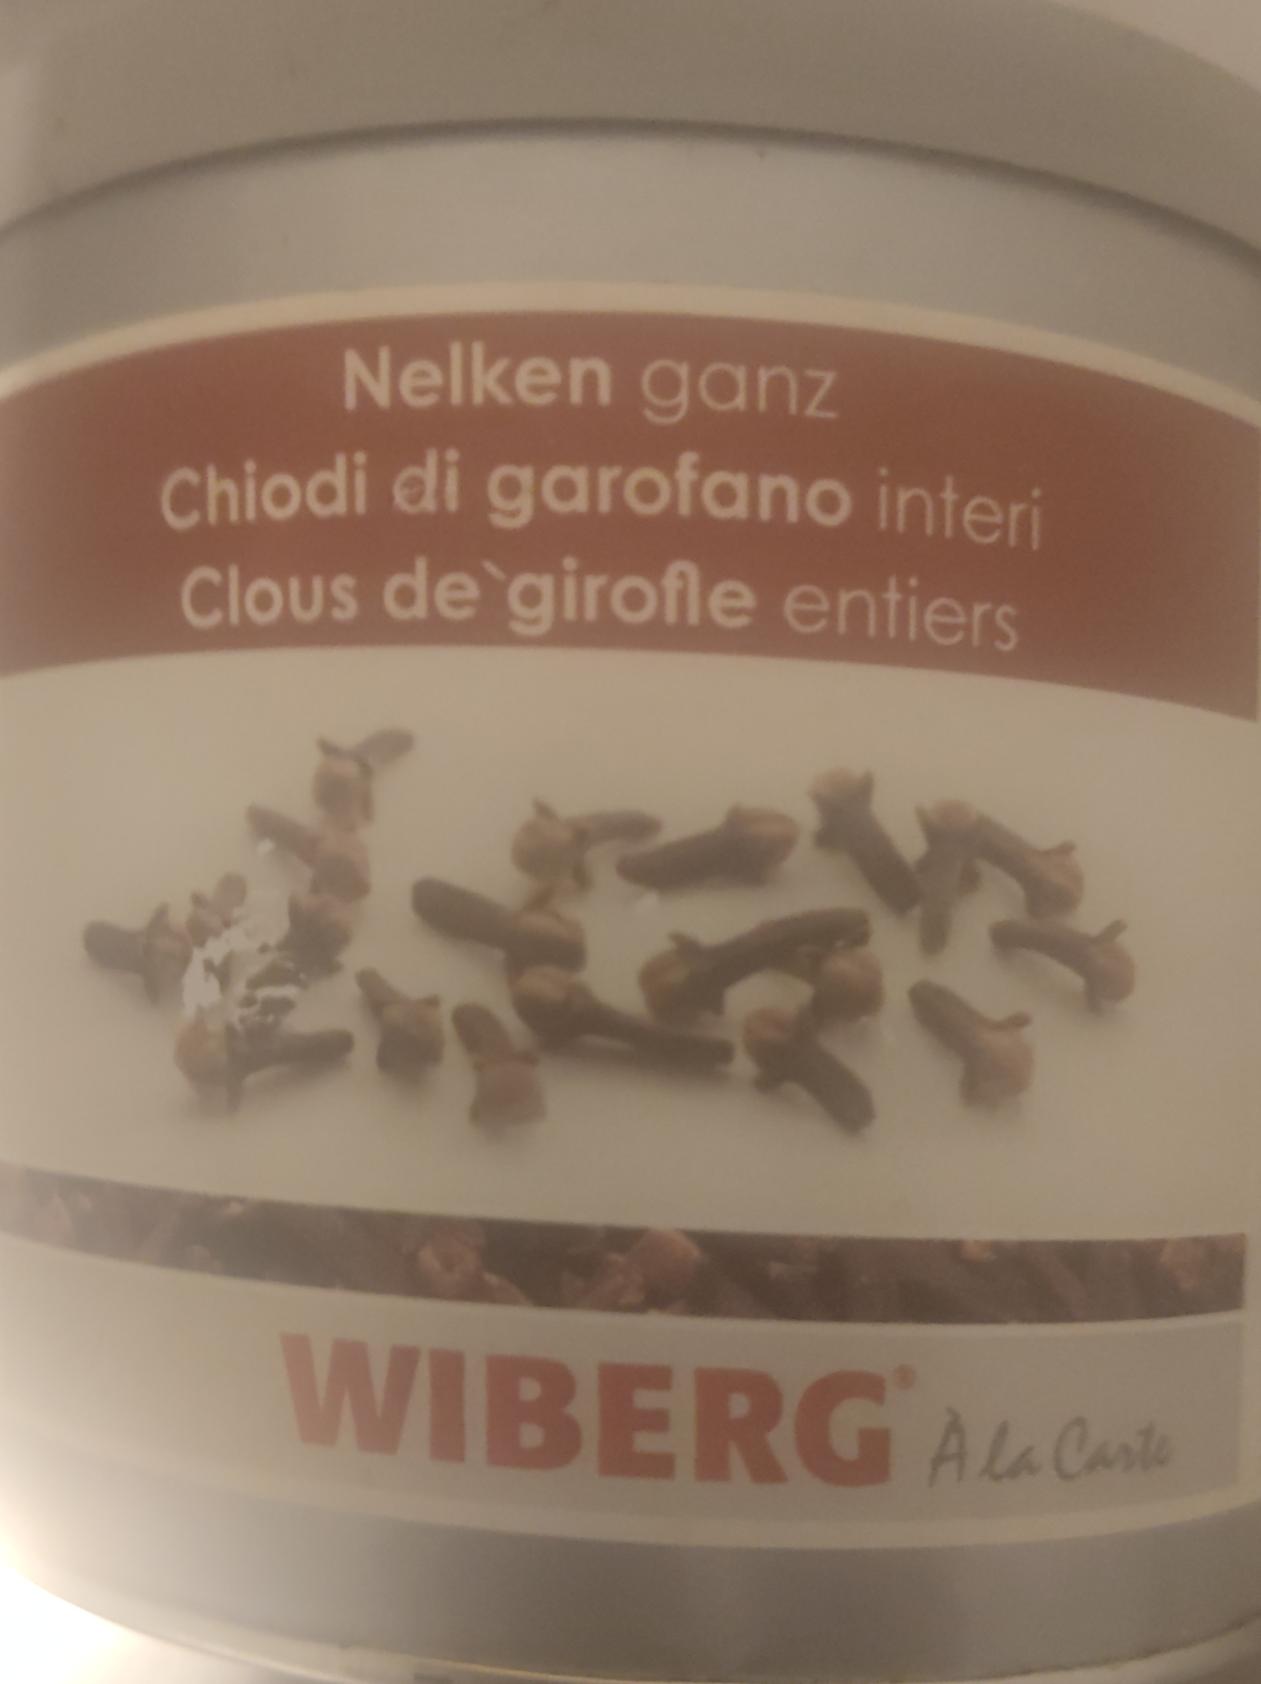 Nelken ganz
Chiodi di garofano interi
Clous de`girofle entiers
WIBERG® À la Carte